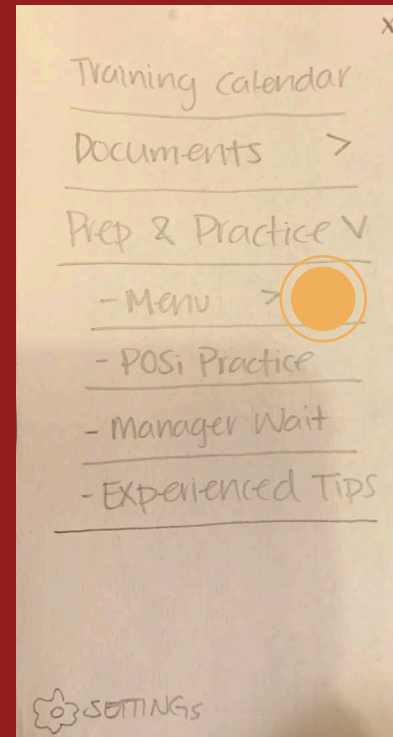 X
Training Calendar
Documents >
Prep & Practice V
- Menu >
- POSi Practice
- Manager Wait
- Experienced Tips
SETTINGS